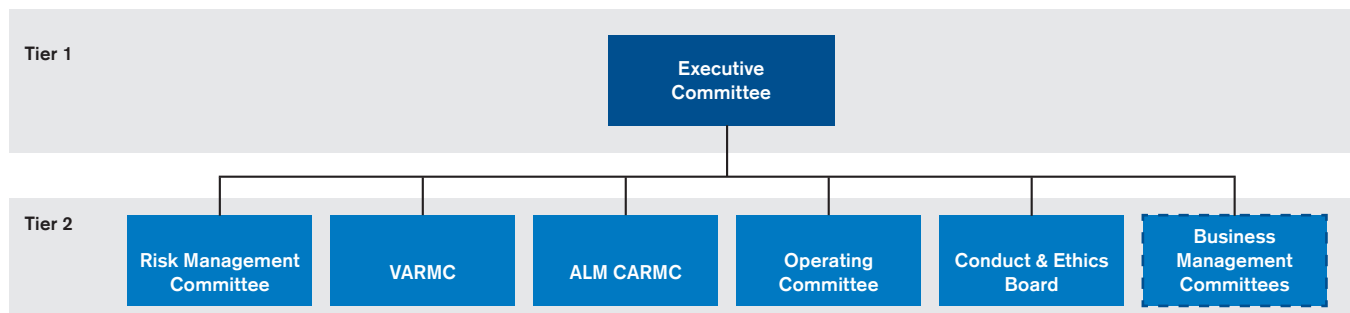 Tier 1
Executive
Committee
Tier 2
Risk Management
Committee
VARMC
ALM CARMC
Operating
Committee
Conduct & Ethics
Board
Business
Management
Committees